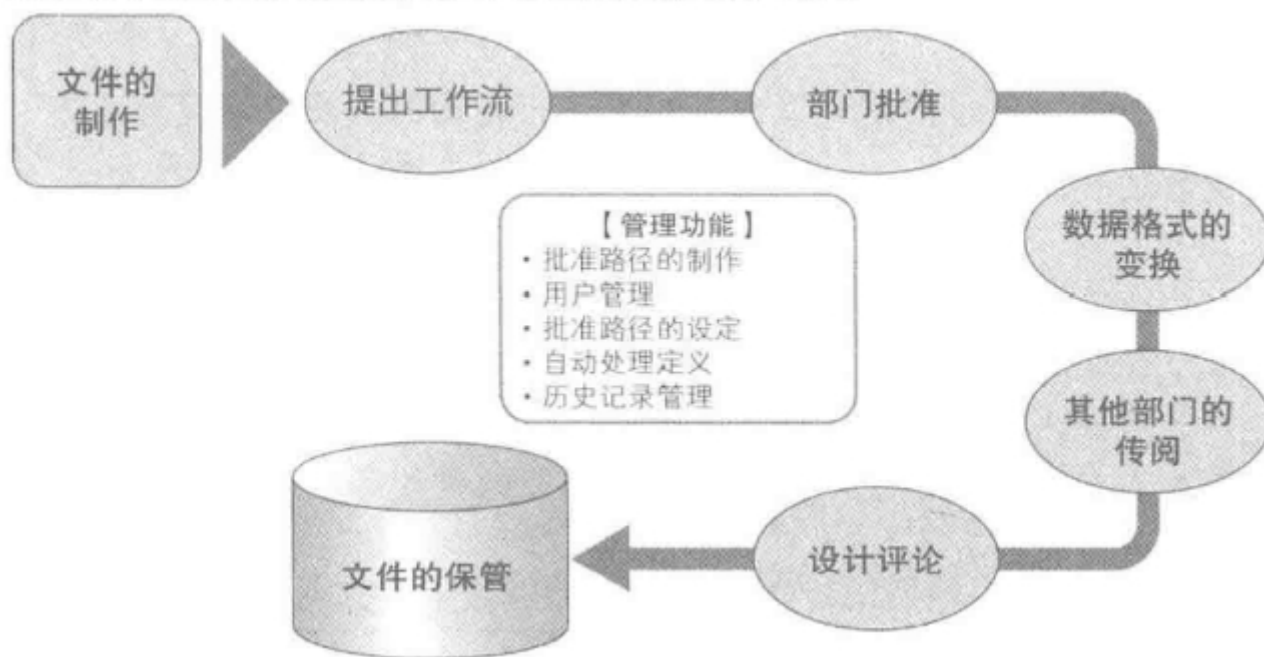 文件的
制作
提出工作流
部门批准
数据格式的
变换
其他部门的
传阅
设计评论
文件的保管
【管理功能】
・批准路径的制作
・用户管理
・批准路径的设定
・自动处理定义
・历史记录管理